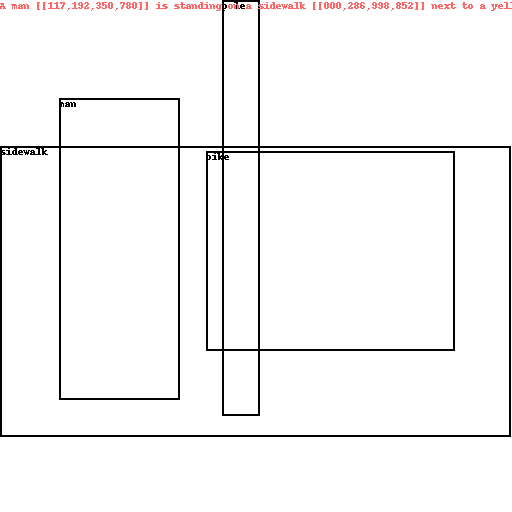 A man [[117,192,350,780]] is standing on a sidewalk [[000,286,998,852]] next to a yell
pole
man
sidewalk
bike